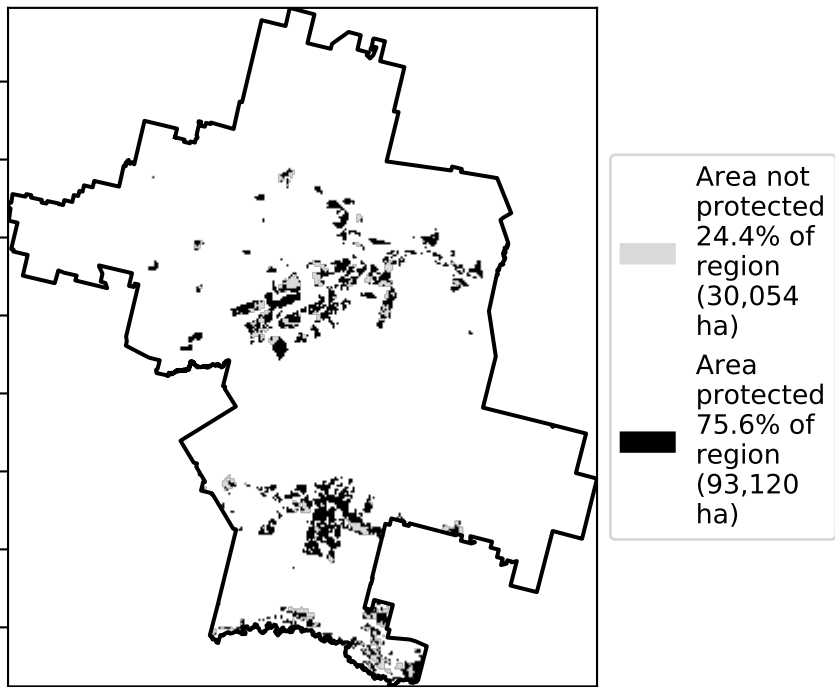 Area not
protected
24.4% of
region
(30,054
ha)
Area
protected
75.6% of
region
(93,120
ha)